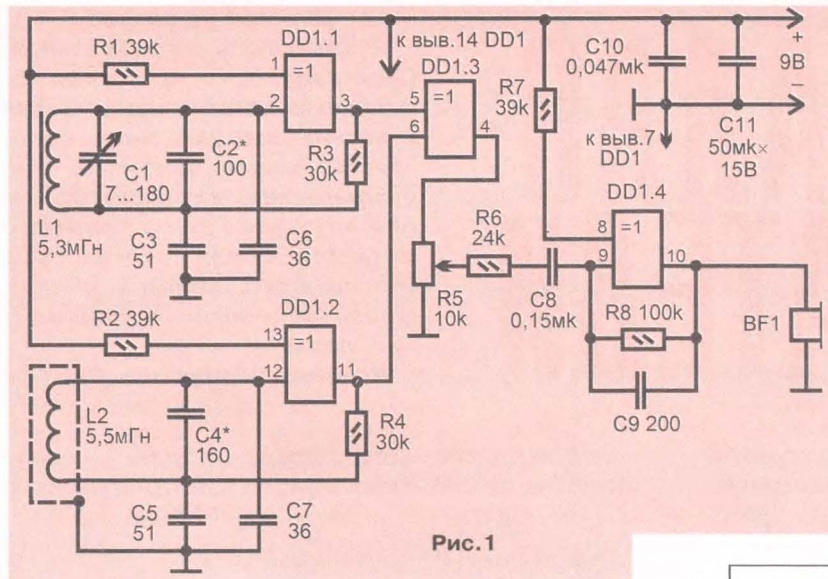 R1 39k
DD1.1
1
=1
2
3
к выв.14 DD1
DD1.3
5
=1
6
4
R7
39k
C10
0,047мk
+
9В
–
C11
50мk×
15В
к выв.7
DD1
C1
7...180
C2*
100
R3
30k
L1
5,3мГн
C3
51
C6
36
R5
10k
R6
24k
C8
0,15мk
DD1.4
8
=1
9
10
R8 100k
C9 200
BF1
R2 39k
DD1.2
13
=1
12
11
L2
5,5мГн
C4*
160
R4
30k
C5
51
C7
36
Рис.1